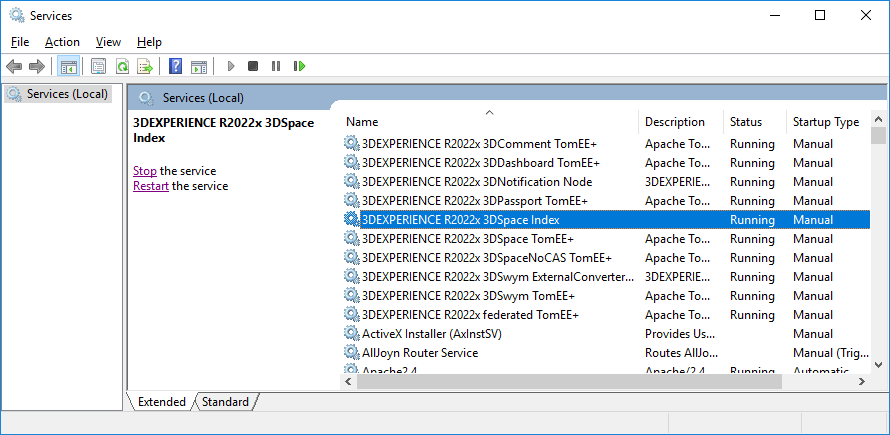 Services
File Action View Help
Services (Local)
Services (Local)
3DEXPERIENCE R2022x 3DSpace
Index
Stop the service
Restart the service
Name Description Status Startup Type
3DEXPERIENCE R2022x 3DComment TomEE+ Apache To... Running Manual
3DEXPERIENCE R2022x 3DDashboard TomEE+ Apache To... Running Manual
3DEXPERIENCE R2022x 3DNotification Node 3DEXPERIE... Running Manual
3DEXPERIENCE R2022x 3DPassport TomEE+ Apache To... Running Manual
3DEXPERIENCE R2022x 3DSpace Index Running Manual
3DEXPERIENCE R2022x 3DSpace TomEE+ Apache To... Running Manual
3DEXPERIENCE R2022x 3DSpaceNoCAS TomEE+ Apache To... Running Manual
3DEXPERIENCE R2022x 3DSwym ExternalConverter... 3DEXPERIE... Running Manual
3DEXPERIENCE R2022x 3DSwym TomEE+ Apache To... Running Manual
3DEXPERIENCE R2022x federated TomEE+ Apache To... Running Manual
ActiveX Installer (AxInstSV) Provides Us... Manual
AllJoyn Router Service Routes AllJo... Manual (Trig...
Apache2.4 Apache/2.4... Running Automatic
Extended Standard